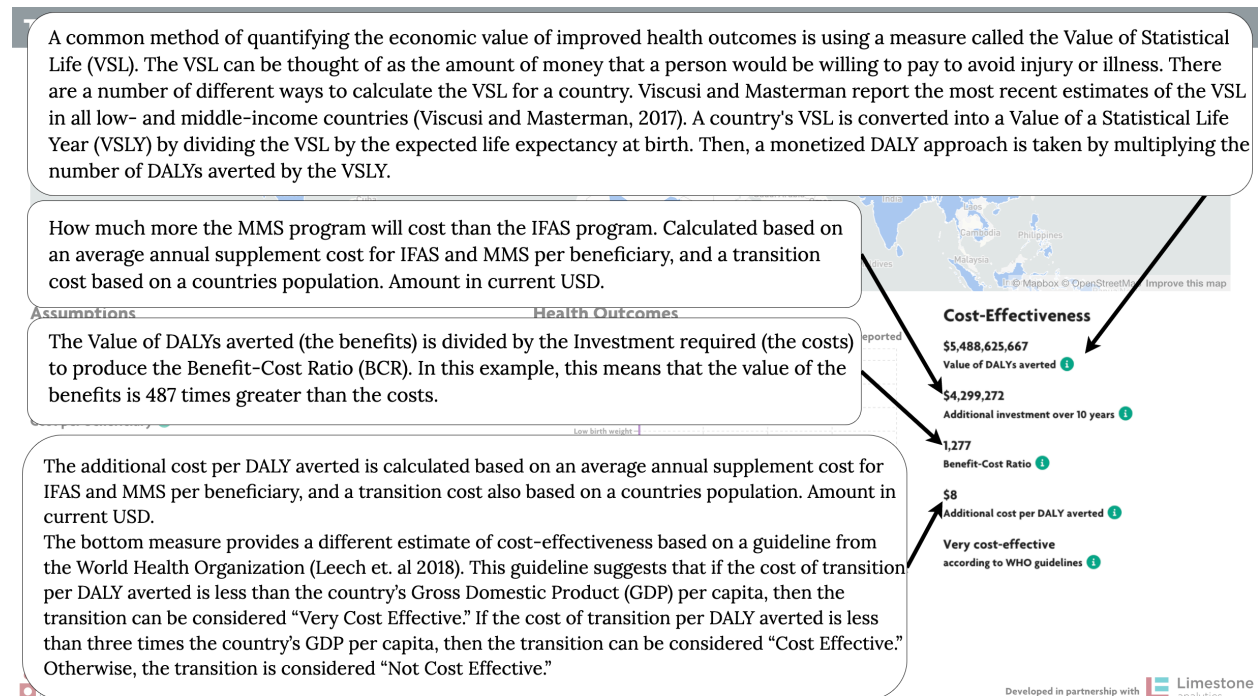 A common method of quantifying the economic value of improved health outcomes is using a measure called the Value of Statistical
Life (VSL). The VSL can be thought of as the amount of money that a person would be willing to pay to avoid injury or illness. There
are a number of different ways to calculate the VSL for a country. Viscusi and Masterman report the most recent estimates of the VSL
in all low- and middle-income countries (Viscusi and Masterman, 2017). A country's VSL is converted into a Value of a Statistical Life
Year (VSLY) by dividing the VSL by the expected life expectancy at birth. Then, a monetized DALY approach is taken by multiplying the
number of DALYs averted by the VSLY.
India
Laos
Cambodia
Philippines
Malaysia
© Mapbox © OpenStreetMap Improve this map
How much more the MMS program will cost than the IFAS program. Calculated based on
an average annual supplement cost for IFAS and MMS per beneficiary, and a transition
cost based on a countries population. Amount in current USD.
Assumptions
Health Outcomes
The Value of DALYs averted (the benefits) is divided by the Investment required (the costs)
to produce the Benefit-Cost Ratio (BCR). In this example, this means that the value of the
benefits is 487 times greater than the costs.
Low birth weight
The additional cost per DALY averted is calculated based on an average annual supplement cost for
IFAS and MMS per beneficiary, and a transition cost also based on a countries population. Amount in
current USD.
The bottom measure provides a different estimate of cost-effectiveness based on a guideline from
the World Health Organization (Leech et. al 2018). This guideline suggests that if the cost of transition
per DALY averted is less than the country’s Gross Domestic Product (GDP) per capita, then the
transition can be considered “Very Cost Effective.” If the cost of transition per DALY averted is less
than three times the country’s GDP per capita, then the transition can be considered “Cost Effective.”
Otherwise, the transition is considered “Not Cost Effective.”
Cost-Effectiveness
$5,488,625,667
Value of DALYs averted
$4,299,272
Additional investment over 10 years
1,277
Benefit-Cost Ratio
$8
Additional cost per DALY averted
Very cost-effective
according to WHO guidelines
Developed in partnership with
Limestone
analytics